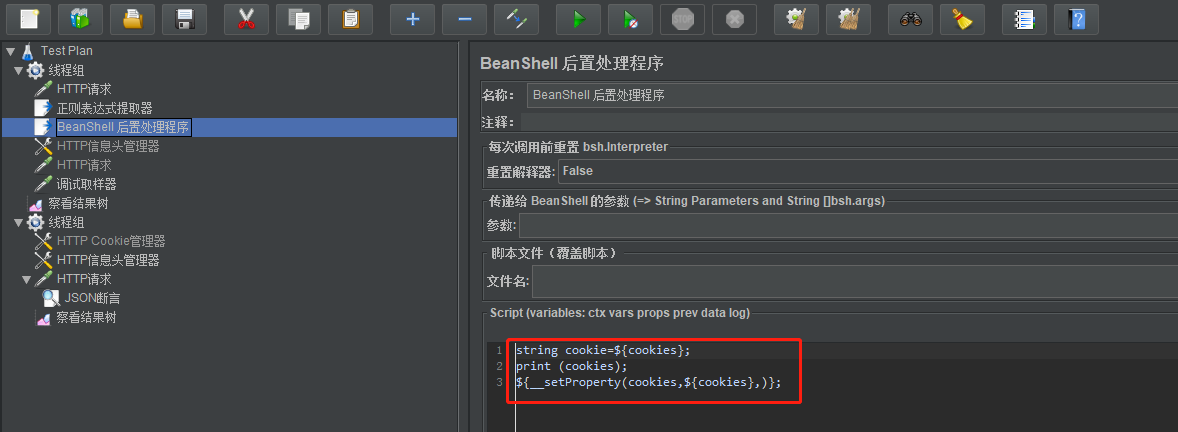 STOP
Test Plan
线程组
HTTP请求
正则表达式提取器
BeanShell 后置处理程序
HTTP信息头管理器
HTTP请求
调试取样器
察看结果树
线程组
HTTP Cookie管理器
HTTP信息头管理器
HTTP请求
JSON断言
察看结果树
BeanShell 后置处理程序
名称: BeanShell 后置处理程序
注释:
每次调用前重置 bsh.Interpreter
重置解释器: False
传递给 BeanShell 的参数 (=> String Parameters and String []bsh.args)
参数:
脚本文件（覆盖脚本）
文件名:
Script (variables: ctx vars props prev data log)
1 string cookie=${cookies};
2 print (cookies);
3 ${__setProperty(cookies,${cookies},)};